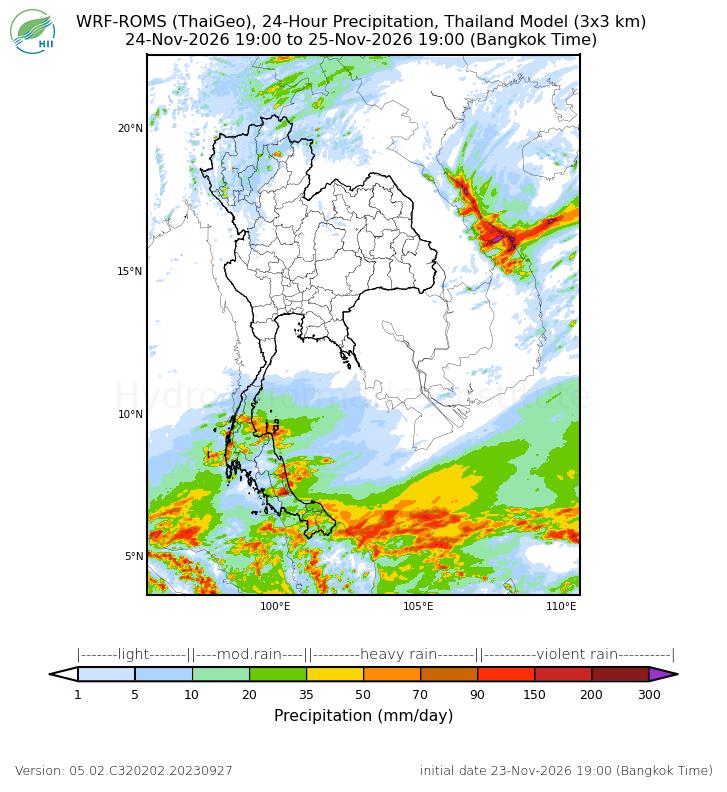 WRF-ROMS (ThaiGeo), 24-Hour Precipitation, Thailand Model (3x3 km)
24-Nov-2026 19:00 to 25-Nov-2026 19:00 (Bangkok Time)
HII
20°N
15°N
10°N
5°N
100°E 105°E 110°E
|-------light-------||----mod.rain----||---------heavy rain---------||----------violent rain----------|
1 5 10 20 35 50 70 90 150 200 300
Precipitation (mm/day)
Version: 05.02.C320202.20230927
initial date 23-Nov-2026 19:00 (Bangkok Time)